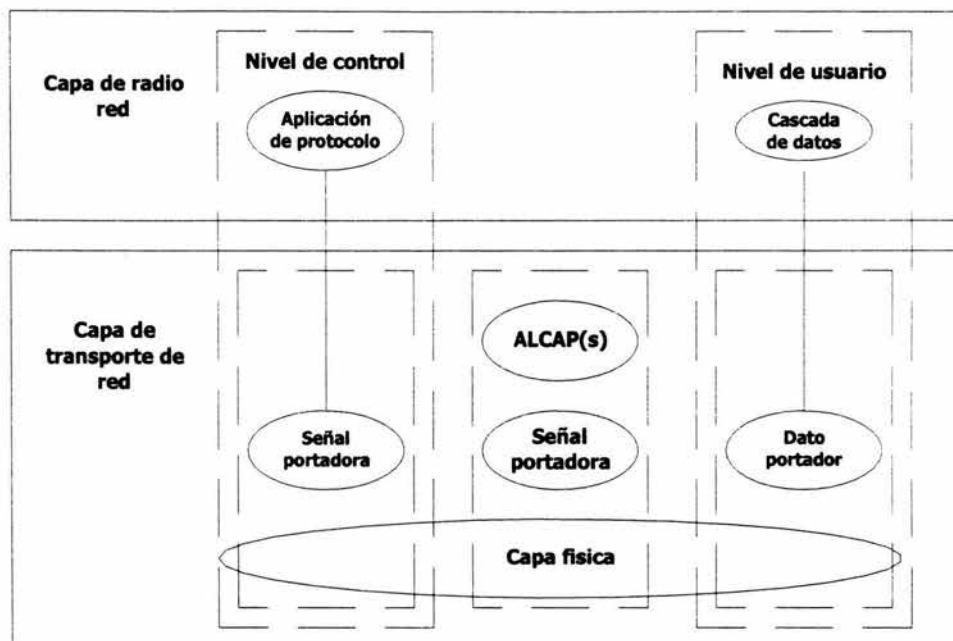 Capa de radio
red
Nivel de control
Aplicación
de protocolo
Nivel de usuario
Cascada
de datos
Capa de
transporte de
red
ALCAP(s)
Señal
portadora
Señal
portadora
Dato
portador
Capa fisica